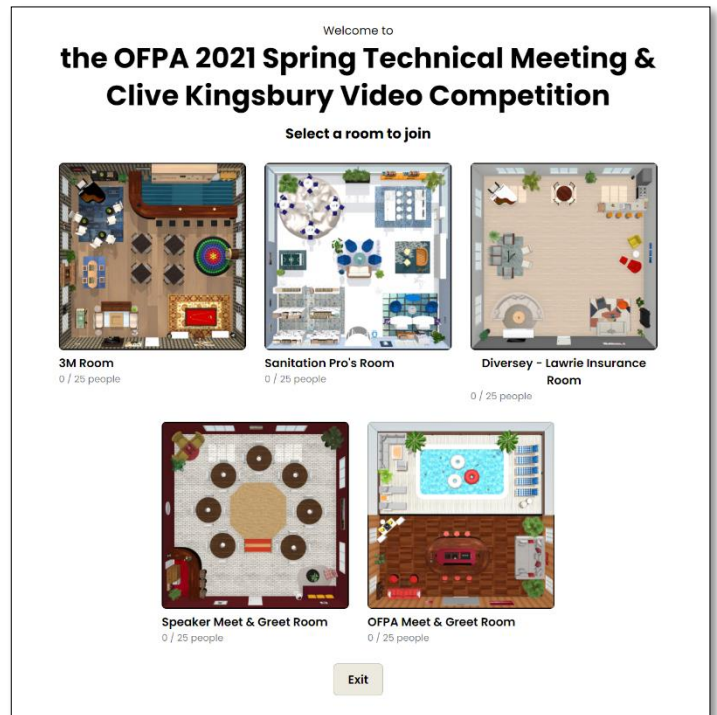 Welcome to
the OFPA 2021 Spring Technical Meeting &
Clive Kingsbury Video Competition
Select a room to join
3M Room
0 / 25 people
Sanitation Pro's Room
0 / 25 people
Diversey - Lawrie Insurance
Room
0 / 25 people
Speaker Meet & Greet Room
0 / 25 people
OFPA Meet & Greet Room
0 / 25 people
Exit